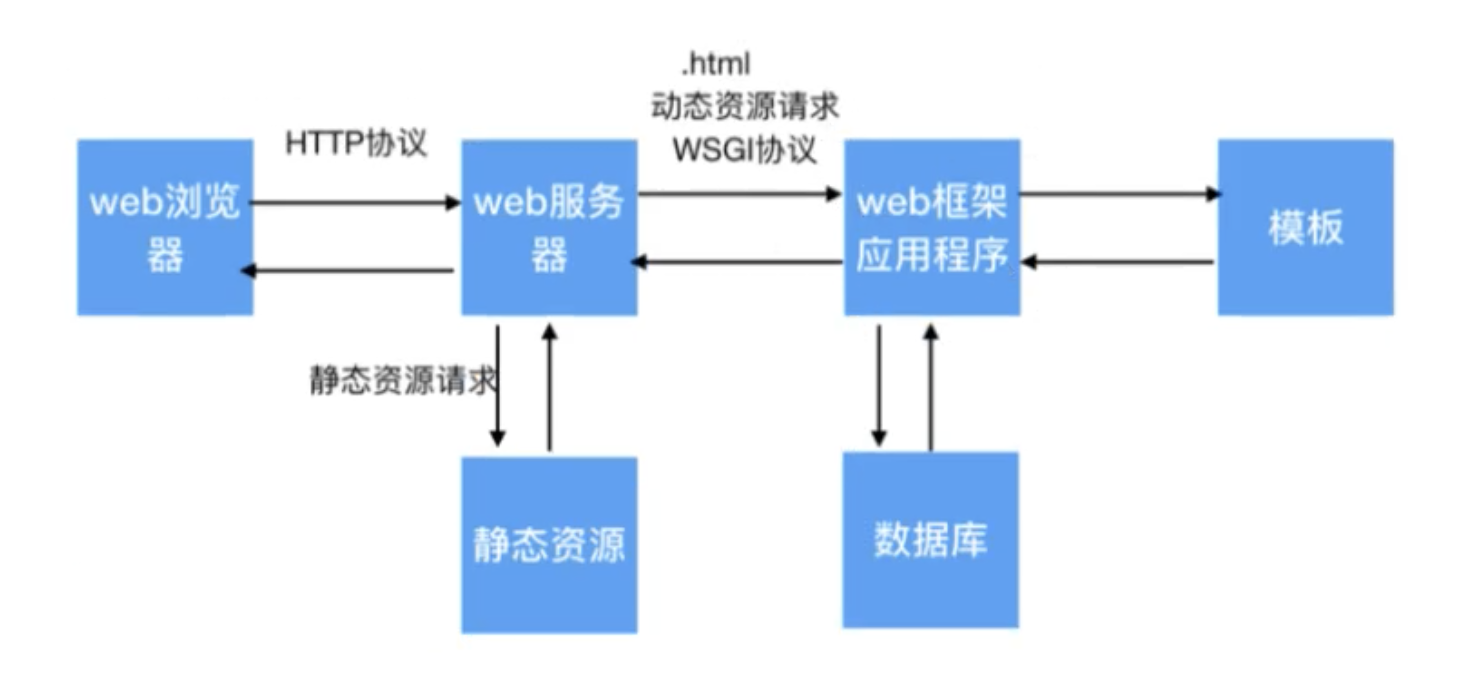 .html
动态资源请求
HTTP协议
WSGI协议
web浏览
器
web服务
器
web框架
应用程序
模板
静态资源请求
静态资源
数据库